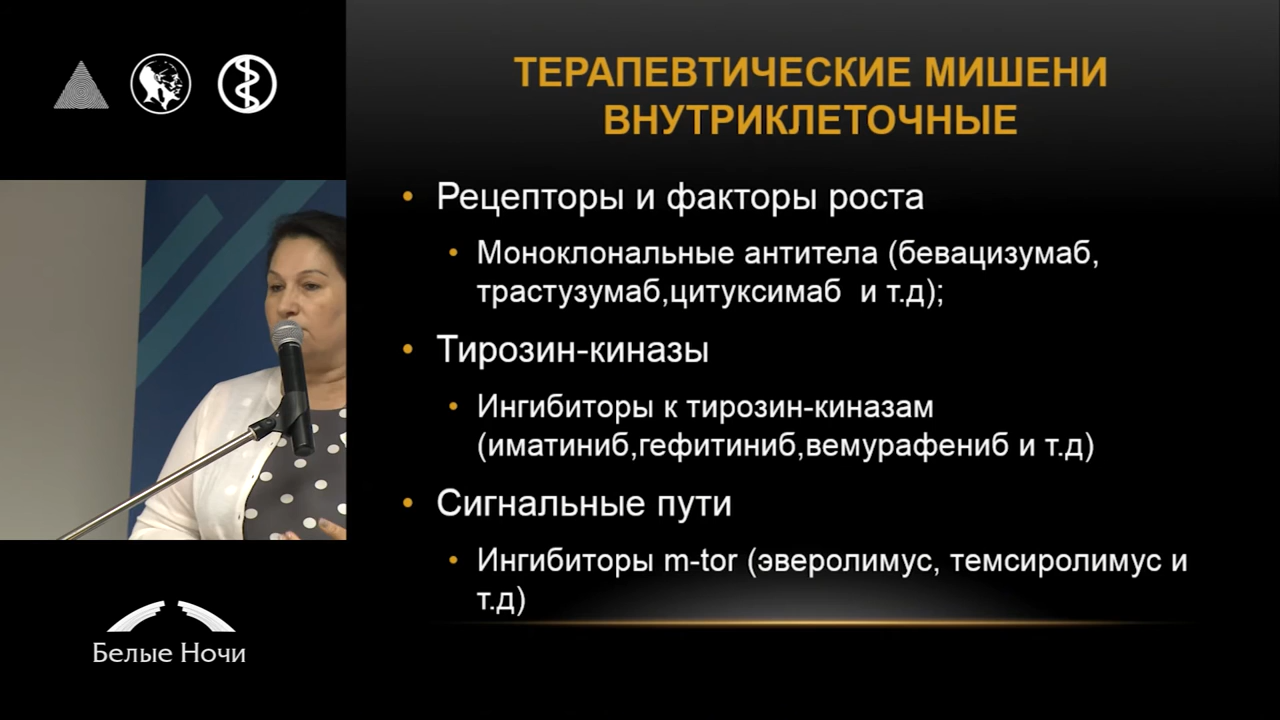 ТЕРАПЕВТИЧЕСКИЕ МИШЕНИ
ВНУТРИКЛЕТОЧНЫЕ
• Рецепторы и факторы роста
• Моноклональные антитела (бевацизумаб,
трастузумаб,цитуксимаб и т.д);
• Тирозин-киназы
• Ингибиторы к тирозин-киназам
(иматиниб,гефитиниб,вемурафениб и т.д)
• Сигнальные пути
• Ингибиторы m-tor (эверолимус, темсиролимус и
т.д)
Белые Ночи